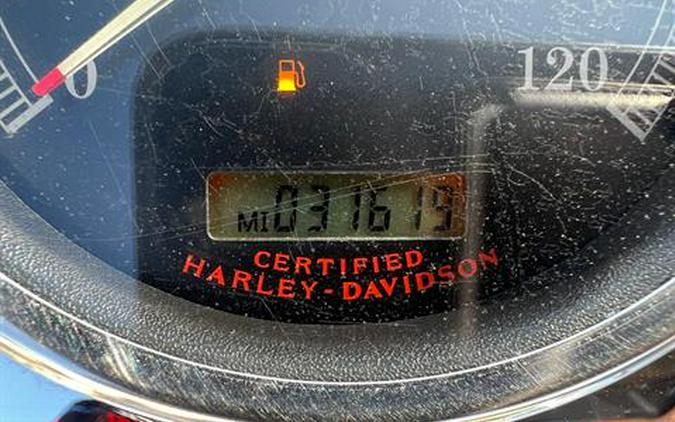 0 120
MI 031619
CERTIFIED
HARLEY-DAVIDSON